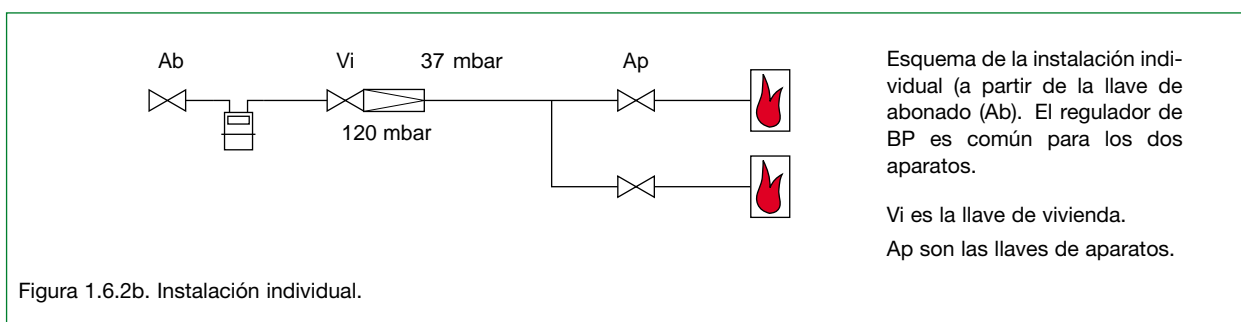 Ab
Vi
37 mbar
Ap
120 mbar
Esquema de la instalación indi-
vidual (a partir de la llave de
abonado (Ab). El regulador de
BP es común para los dos
aparatos.
Vi es la llave de vivienda.
Ap son las llaves de aparatos.
Figura 1.6.2b. Instalación individual.